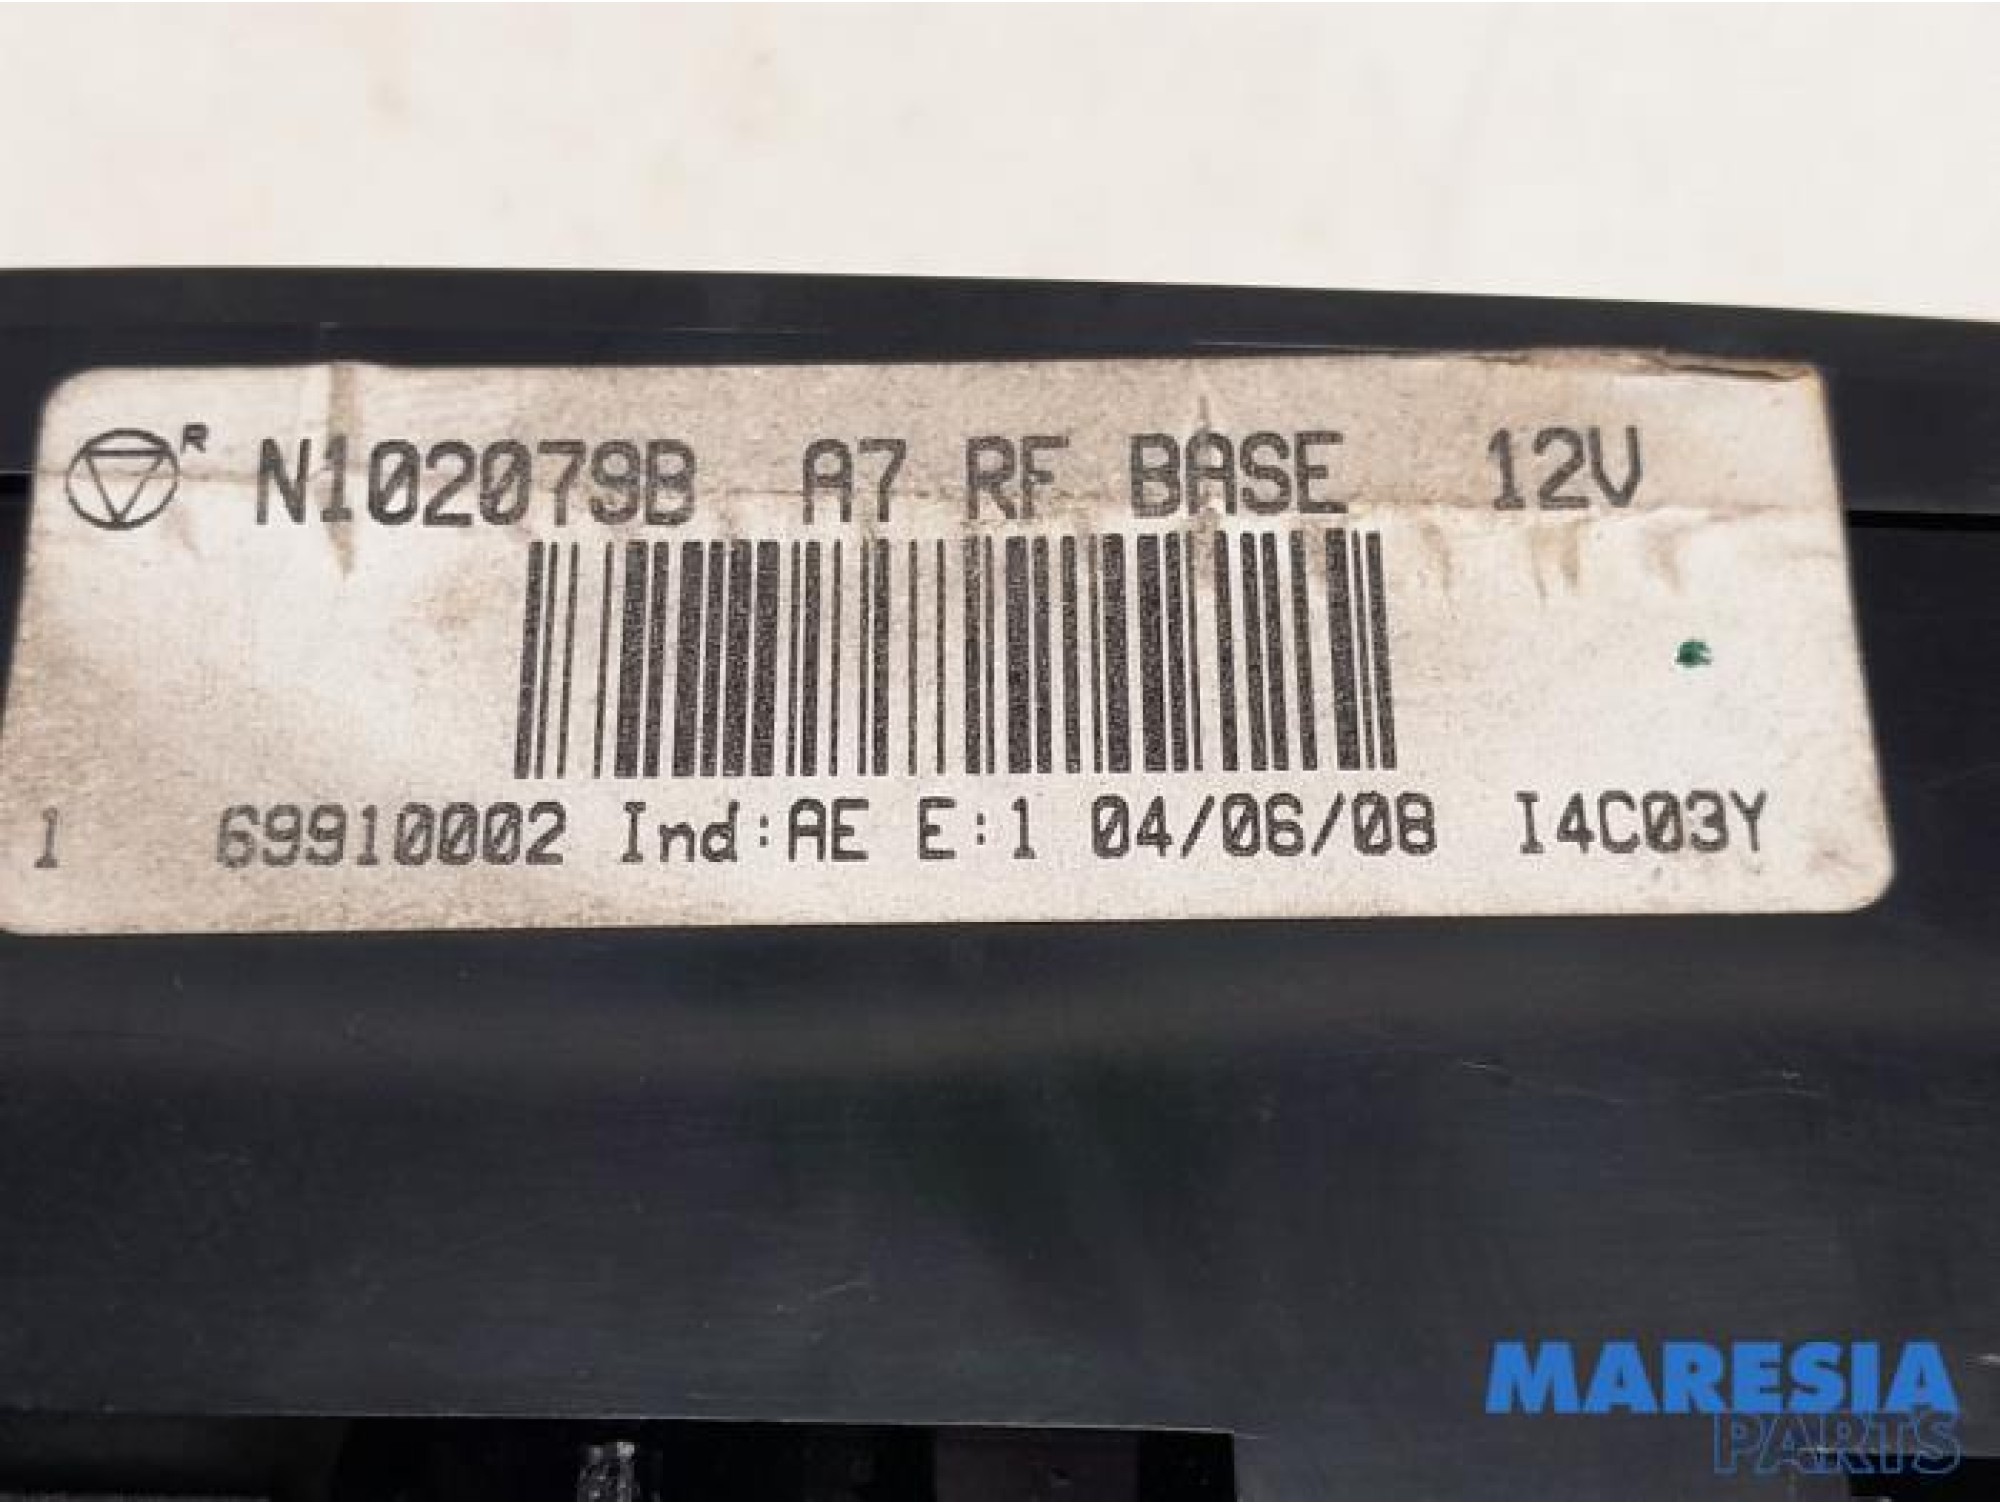 R N102079B A7 RF BASE 12V
1 69910002 Ind:AE E:1 04/06/08 I4C03Y
MARESIA
PARTS